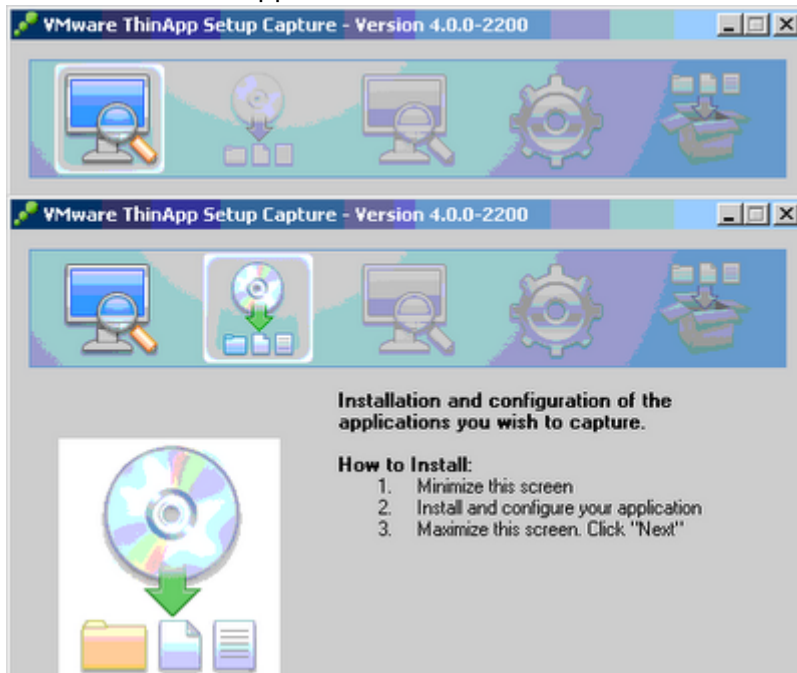 VMware ThinApp Setup Capture - Version 4.0.0-2200
VMware ThinApp Setup Capture - Version 4.0.0-2200
Installation and configuration of the
applications you wish to capture.
How to Install:
1. Minimize this screen
2. Install and configure your application
3. Maximize this screen. Click "Next"